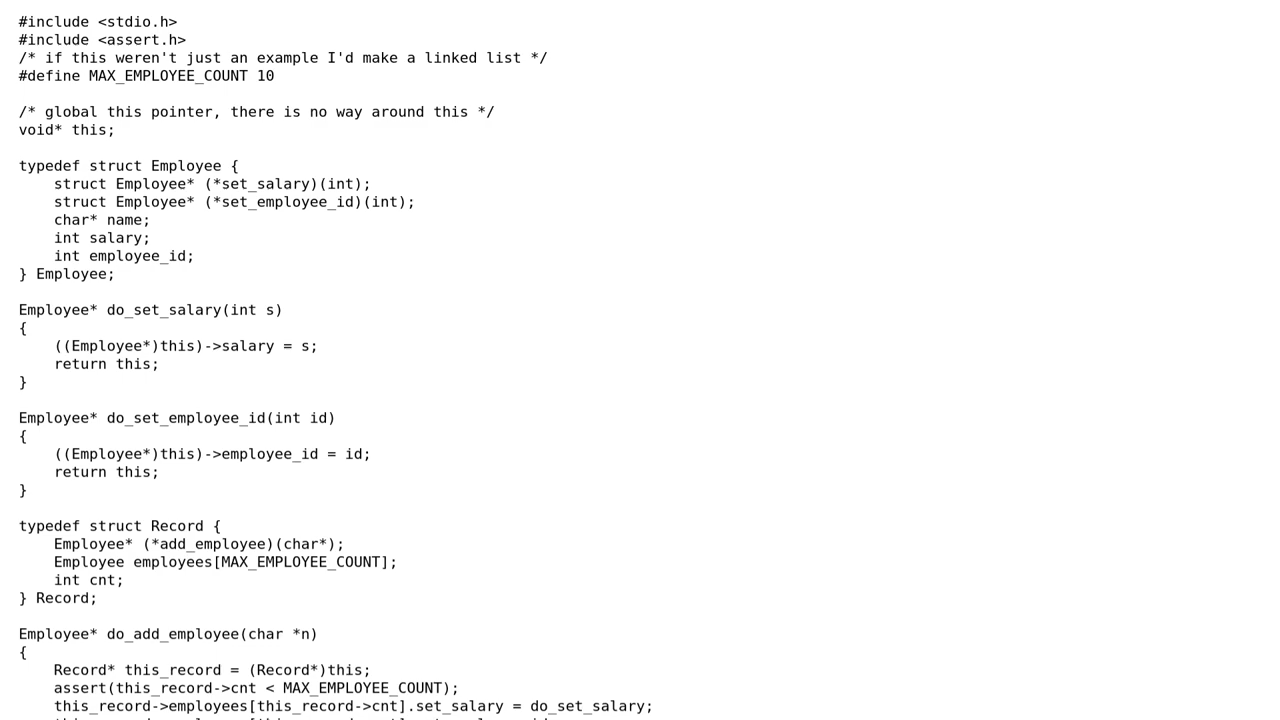 #include <stdio.h>
#include <assert.h>
/* if this weren't just an example I'd make a linked list */
#define MAX_EMPLOYEE_COUNT 10

/* global this pointer, there is no way around this */
void* this;

typedef struct Employee {
    struct Employee* (*set_salary)(int);
    struct Employee* (*set_employee_id)(int);
    char* name;
    int salary;
    int employee_id;
} Employee;

Employee* do_set_salary(int s)
{
    ((Employee*)this)->salary = s;
    return this;
}

Employee* do_set_employee_id(int id)
{
    ((Employee*)this)->employee_id = id;
    return this;
}

typedef struct Record {
    Employee* (*add_employee)(char*);
    Employee employees[MAX_EMPLOYEE_COUNT];
    int cnt;
} Record;

Employee* do_add_employee(char *n)
{
    Record* this_record = (Record*)this;
    assert(this_record->cnt < MAX_EMPLOYEE_COUNT);
    this_record->employees[this_record->cnt].set_salary = do_set_salary;